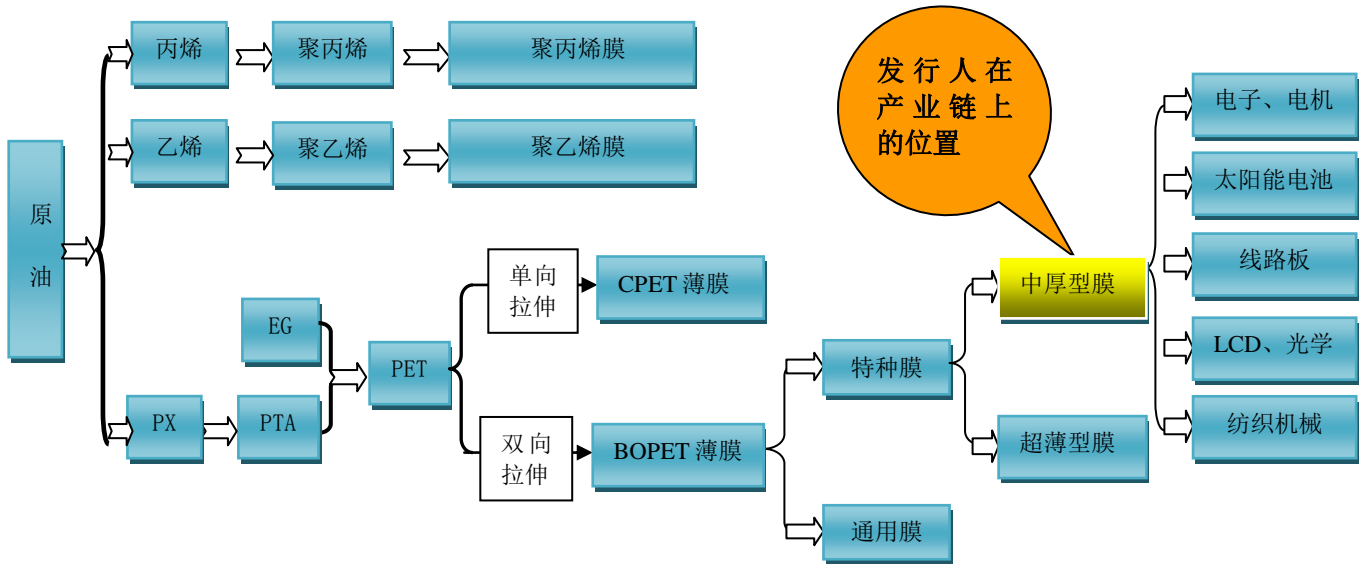 丙烯
聚丙烯
聚丙烯膜
乙烯
聚乙烯
聚乙烯膜
原
油
PX
PTA
EG
PET
单向
拉伸
CPET 薄膜
双向
拉伸
BOPET 薄膜
特种膜
通用膜
发行人在
产业链上
的位置
中厚型膜
超薄型膜
电子、电机
太阳能电池
线路板
LCD、光学
纺织机械